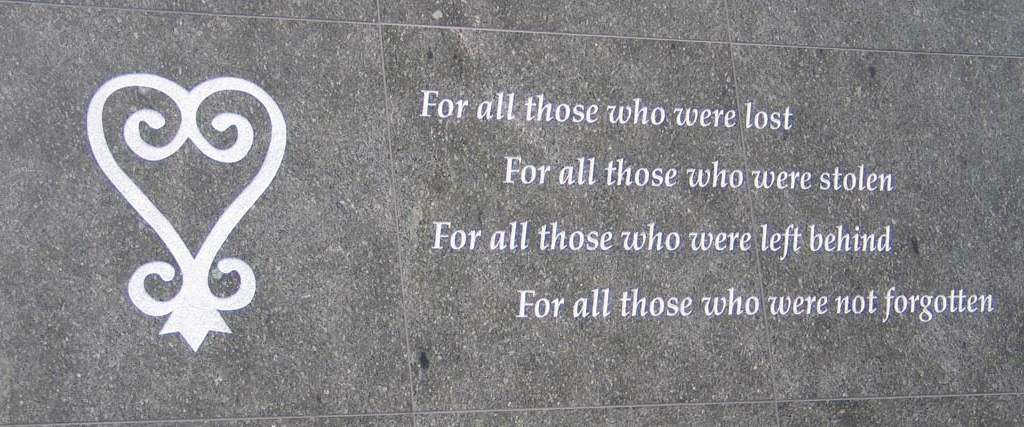 For all those who were lost
For all those who were stolen
For all those who were left behind
For all those who were not forgotten